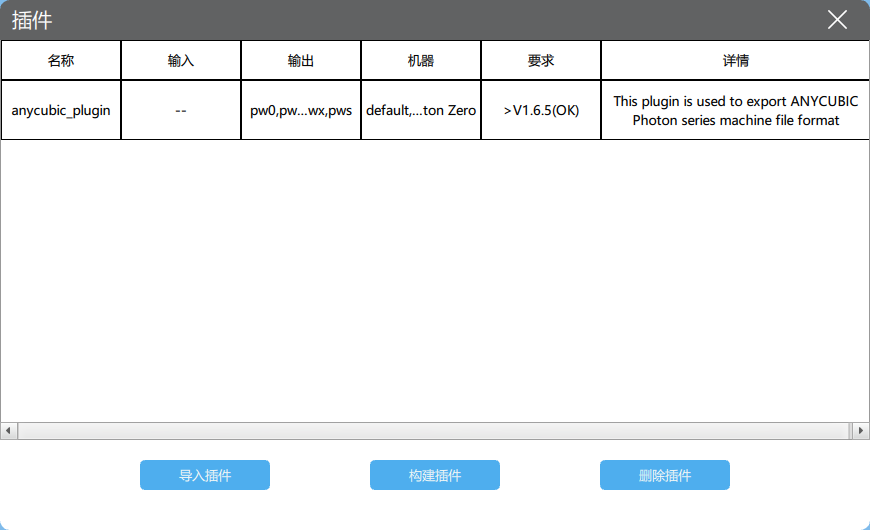 插件
名称 输入 输出 机器 要求 详情
anycubic_plugin -- pw0,pw...wx,pws default,...ton Zero >V1.6.5(OK) This plugin is used to export ANYCUBIC
Photon series machine file format
导入插件 构建插件 删除插件